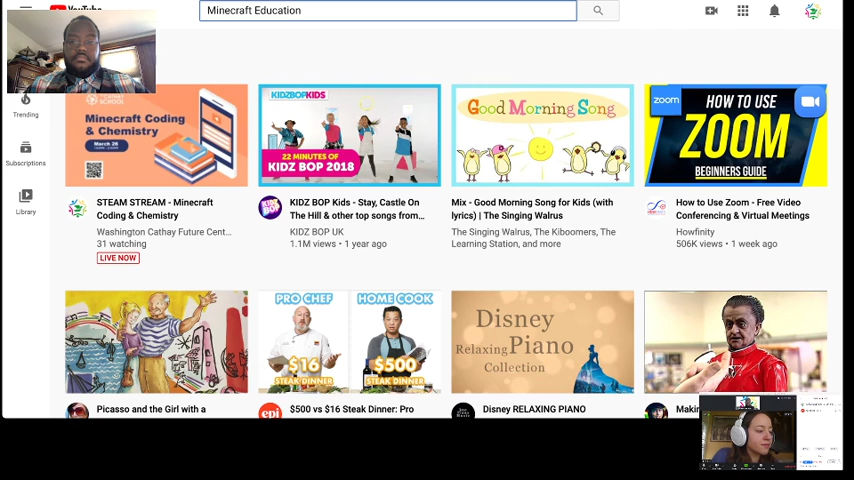 YouTube
Minecraft Education
Trending
Subscriptions
Library
CATHAY
SCHOOL
Minecraft Coding
& Chemistry
March 26
KIDZBOPKIDS
22 MINUTES OF
KIDZ BOP 2018
Good Morning Song
zoom
HOW TO USE
ZOOM
BEGINNERS GUIDE
STEAM STREAM - Minecraft
Coding & Chemistry
Washington Cathay Future Cent...
31 watching
LIVE NOW
KIDZ BOP
KIDZ BOP Kids - Stay, Castle On
The Hill & other top songs from...
KIDZ BOP UK
1.1M views • 1 year ago
Mix - Good Morning Song for Kids (with
lyrics) | The Singing Walrus
The Singing Walrus, The Kiboomers, The
Learning Station, and more
How to Use Zoom - Free Video
Conferencing & Virtual Meetings
Howfinity
506K views • 1 week ago
PRO CHEF
HOME COOK
$16
STEAK DINNER
$500
STEAK DINNER
Disney
Relaxing Piano
Collection
Picasso and the Girl with a
epi
$500 vs $16 Steak Dinner: Pro
Disney RELAXING PIANO